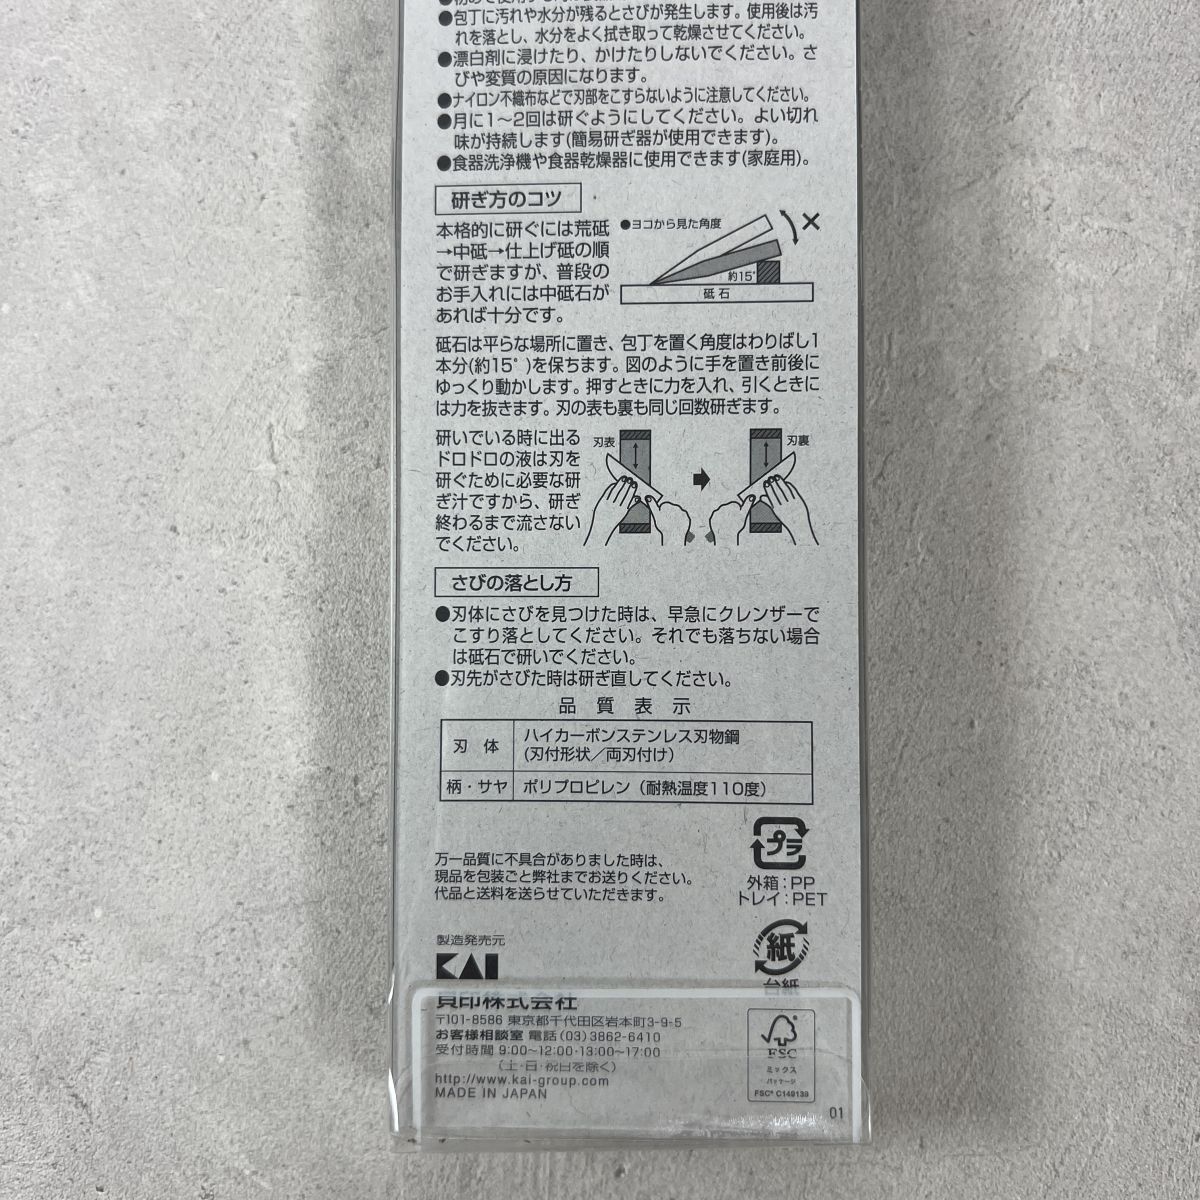 ●包丁に汚れや水分が残るとさびが発生します。使用後は汚
れを落とし、水分をよく拭き取って乾燥させてください。
●漂白剤に浸けたり、かけたりしないでください。さ
びや変質の原因になります。
●ナイロン不織布などで刃部をこすらないように注意してください。
●月に1〜2回は研ぐようにしてください。よい切れ
味が持続します(簡易研ぎ器が使用できます)。
●食器洗浄機や食器乾燥器に使用できます(家庭用)。
研ぎ方のコツ
本格的に研ぐには荒砥
→中砥→仕上げ砥の順
で研ぎますが、普段の
お手入れには中砥石が
あれば十分です。
●ヨコから見た角度
約15°
砥石
砥石は平らな場所に置き、包丁を置く角度はわりばし1
本分(約15°)を保ちます。図のように手を置き前後に
ゆっくり動かします。押すときに力を入れ、引くときに
は力を抜きます。刃の表も裏も同じ回数研ぎます。
研いでいる時に出る
ドロドロの液は刃を
研ぐために必要な研
ぎ汁ですから、研ぎ
終わるまで流さない
でください。
刃表
刃裏
さびの落とし方
●刃体にさびを見つけた時は、早急にクレンザーで
こすり落としてください。それでも落ちない場合
は砥石で研いでください。
●刃先がさびた時は研ぎ直してください。
品質表示
刃体 ハイカーボンステンレス刃物鋼
(刃付形状／両刃付け)
柄・サヤ ポリプロピレン（耐熱温度110度）
万一品質に不具合がありました時は、
現品を包装ごと弊社までお送りください。
代品と送料を送らせていただきます。
プラ
外箱：PP
トレイ：PET
紙
台紙
製造発売元
KAI
貝印株式会社
〒101-8586 東京都千代田区岩本町3-9-5
お客様相談室 電話(03)3862-6410
受付時間 9:00〜12:00・13:00〜17:00
（土・日・祝日を除く）
http://www.kai-group.com
MADE IN JAPAN
FSC
ミックス
パッケージ
FSC® C149139
01